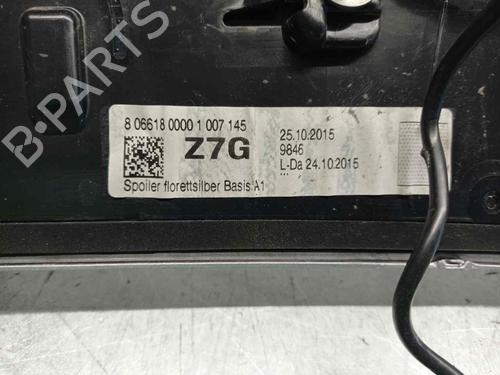 8 06618 0000 1 007 145
Z7G
Spoiler florettsilber Basis A1
25.10.2015
9846
L-Da 24.10.2015
...
B-PARTS